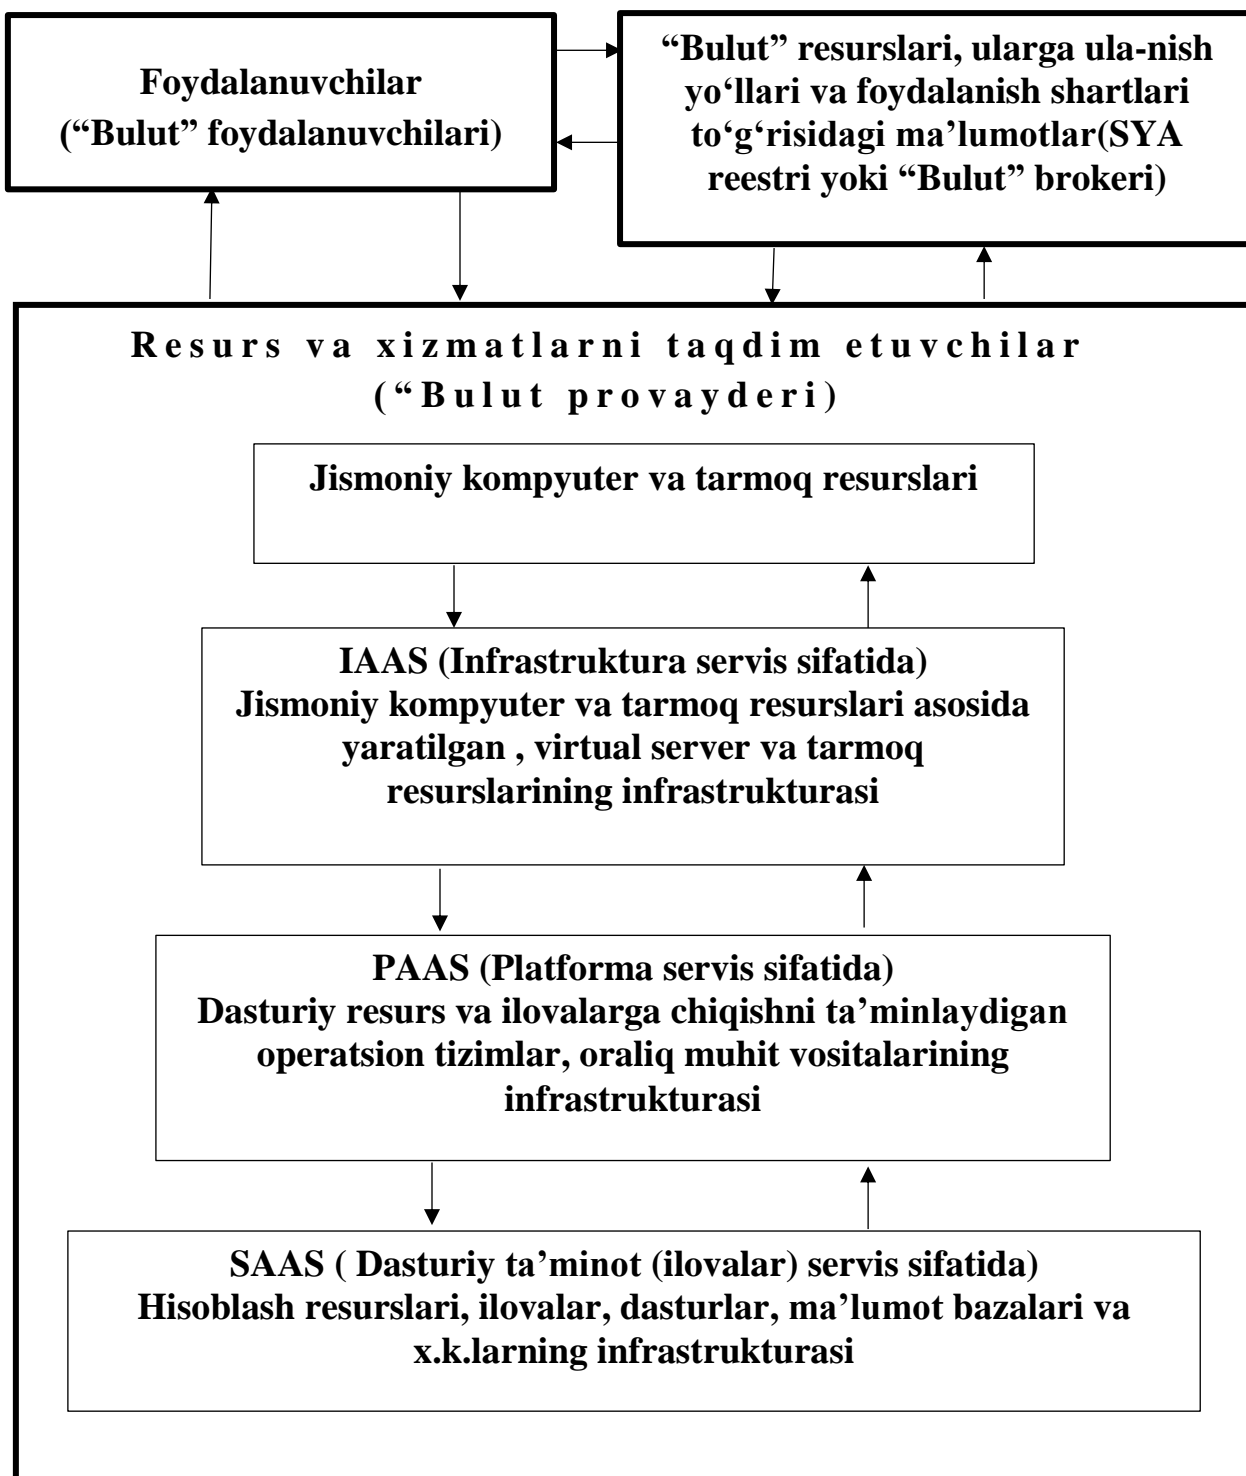 Foydalanuvchilar
(“Bulut” foydalanuvchilari)
“Bulut” resurslari, ularga ula-nish
yo‘llari va foydalanish shartlari
to‘g‘risidagi ma’lumotlar(SYA
reestri yoki “Bulut” brokeri)
Resurs va xizmatlarni taqdim etuvchilar
(“Bulut provayderi)
Jismoniy kompyuter va tarmoq resurslari
IAAS (Infrastruktura servis sifatida)
Jismoniy kompyuter va tarmoq resurslari asosida
yaratilgan , virtual server va tarmoq
resurslarining infrastrukturasi
PAAS (Platforma servis sifatida)
Dasturiy resurs va ilovalarga chiqishni ta’minlaydigan
operatsion tizimlar, oraliq muhit vositalarining
infrastrukturasi
SAAS ( Dasturiy ta’minot (ilovalar) servis sifatida)
Hisoblash resurslari, ilovalar, dasturlar, ma’lumot bazalari va
x.k.larning infrastrukturasi